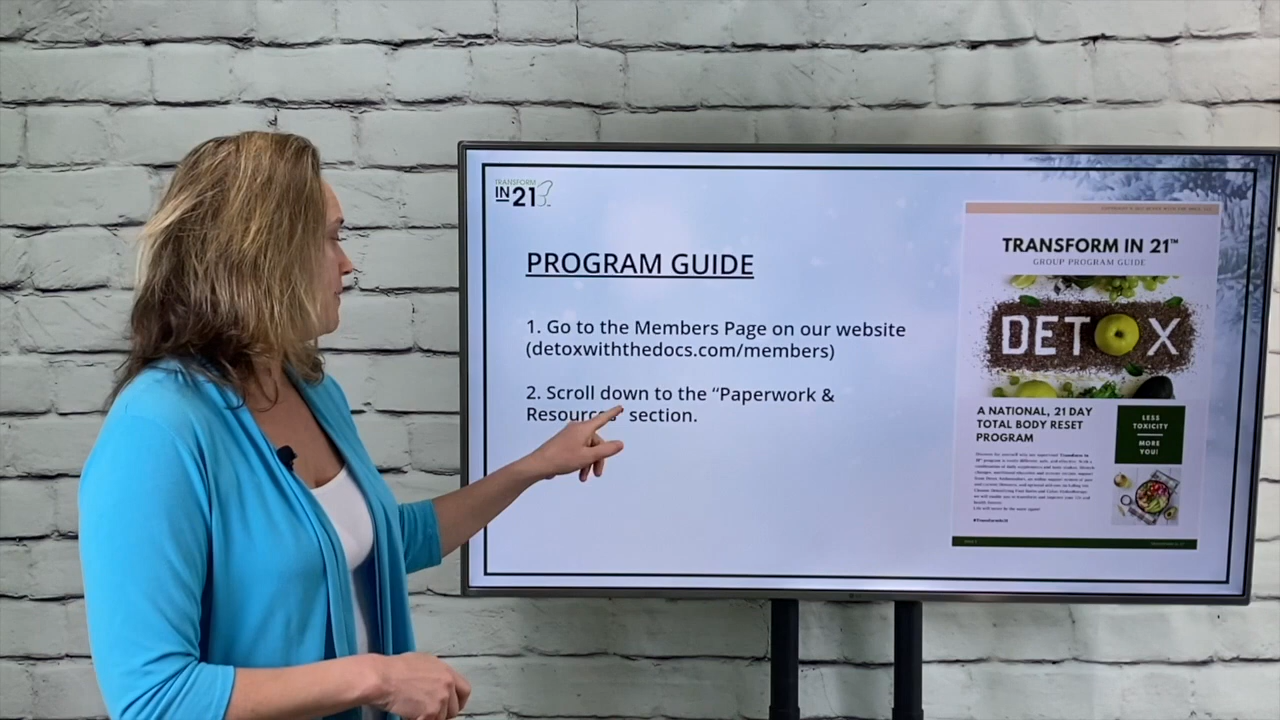 TRANSFORM
IN 21
PROGRAM GUIDE
1. Go to the Members Page on our website
(detoxwiththedocs.com/members)
2. Scroll down to the “Paperwork &
Resources” section.
TRANSFORM IN 21™
GROUP PROGRAM GUIDE
DETOX
A NATIONAL, 21 DAY
TOTAL BODY RESET
PROGRAM
LESS
TOXICITY
MORE
YOU!
#TransformIn21